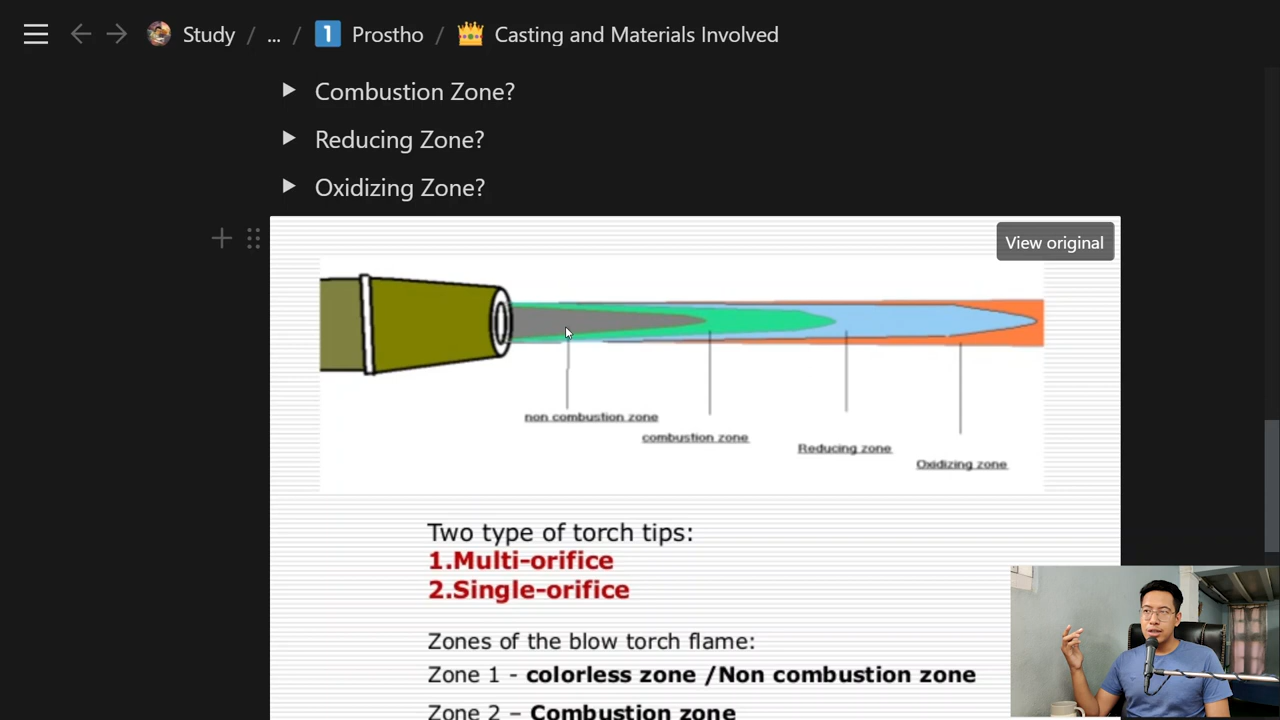 Study / ... / 1 Prostho / Casting and Materials Involved
Combustion Zone?
Reducing Zone?
Oxidizing Zone?
View original
non combustion zone
combustion zone
Reducing zone
Oxidizing zone
Two type of torch tips:
1.Multi-orifice
2.Single-orifice
Zones of the blow torch flame:
Zone 1 - colorless zone /Non combustion zone
Zone 2 – Combustion zone